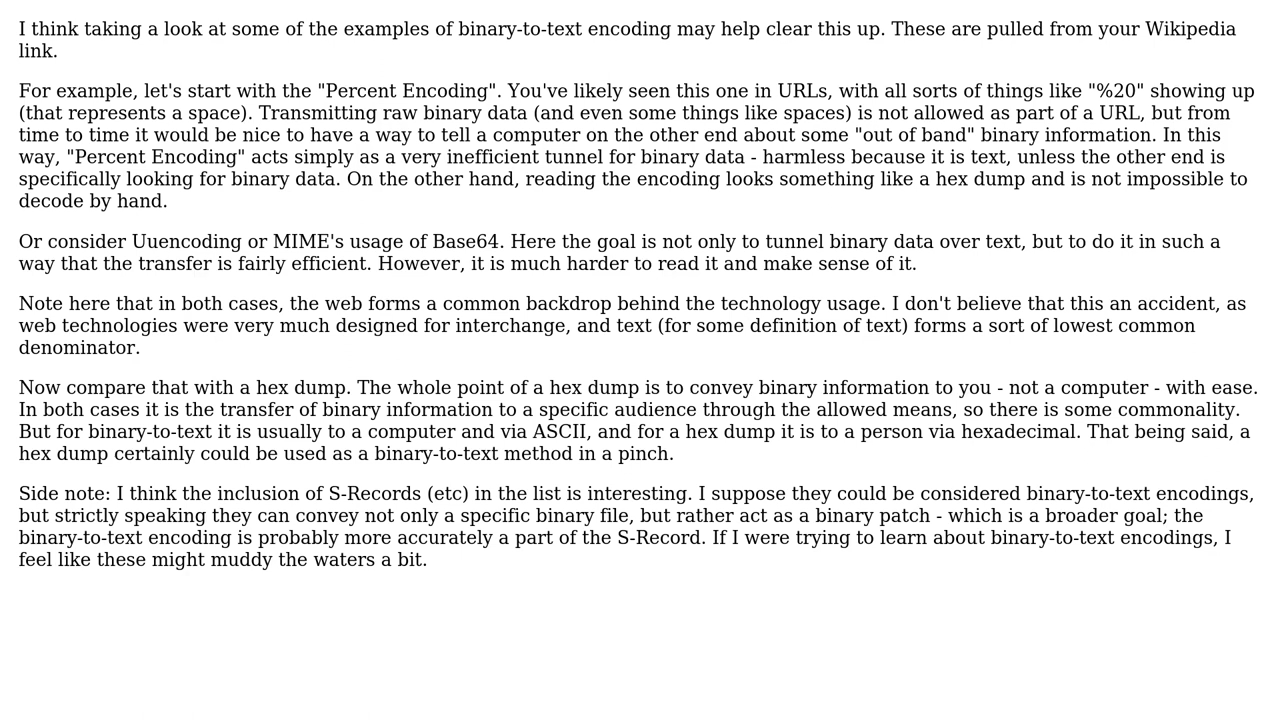 I think taking a look at some of the examples of binary-to-text encoding may help clear this up. These are pulled from your Wikipedia
link.
For example, let's start with the "Percent Encoding". You've likely seen this one in URLs, with all sorts of things like "%20" showing up
(that represents a space). Transmitting raw binary data (and even some things like spaces) is not allowed as part of a URL, but from
time to time it would be nice to have a way to tell a computer on the other end about some "out of band" binary information. In this
way, "Percent Encoding" acts simply as a very inefficient tunnel for binary data - harmless because it is text, unless the other end is
specifically looking for binary data. On the other hand, reading the encoding looks something like a hex dump and is not impossible to
decode by hand.
Or consider Uuencoding or MIME's usage of Base64. Here the goal is not only to tunnel binary data over text, but to do it in such a
way that the transfer is fairly efficient. However, it is much harder to read it and make sense of it.
Note here that in both cases, the web forms a common backdrop behind the technology usage. I don't believe that this an accident, as
web technologies were very much designed for interchange, and text (for some definition of text) forms a sort of lowest common
denominator.
Now compare that with a hex dump. The whole point of a hex dump is to convey binary information to you - not a computer - with ease.
In both cases it is the transfer of binary information to a specific audience through the allowed means, so there is some commonality.
But for binary-to-text it is usually to a computer and via ASCII, and for a hex dump it is to a person via hexadecimal. That being said, a
hex dump certainly could be used as a binary-to-text method in a pinch.
Side note: I think the inclusion of S-Records (etc) in the list is interesting. I suppose they could be considered binary-to-text encodings,
but strictly speaking they can convey not only a specific binary file, but rather act as a binary patch - which is a broader goal; the
binary-to-text encoding is probably more accurately a part of the S-Record. If I were trying to learn about binary-to-text encodings, I
feel like these might muddy the waters a bit.